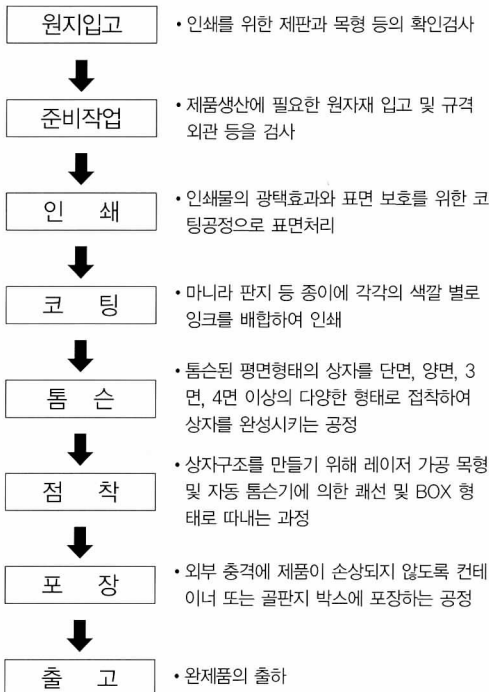 원지입고
• 인쇄를 위한 제판과 목형 등의 확인검사
준비작업
• 제품생산에 필요한 원자재 입고 및 규격
외관 등을 검사
인 쇄
• 인쇄물의 광택효과와 표면 보호를 위한 코
팅공정으로 표면처리
코 팅
• 마니라 판지 등 종이에 각각의 색깔 별로
잉크를 배합하여 인쇄
톰 슨
• 톰슨된 평면형태의 상자를 단면, 양면, 3
면, 4면 이상의 다양한 형태로 접착하여
상자를 완성시키는 공정
점 착
• 상자구조를 만들기 위해 레이저 가공 목형
및 자동 톰슨기에 의한 쾌선 및 BOX 형
태로 따내는 과정
포 장
• 외부 충격에 제품이 손상되지 않도록 컨테
이너 또는 골판지 박스에 포장하는 공정
출 고
• 완제품의 출하